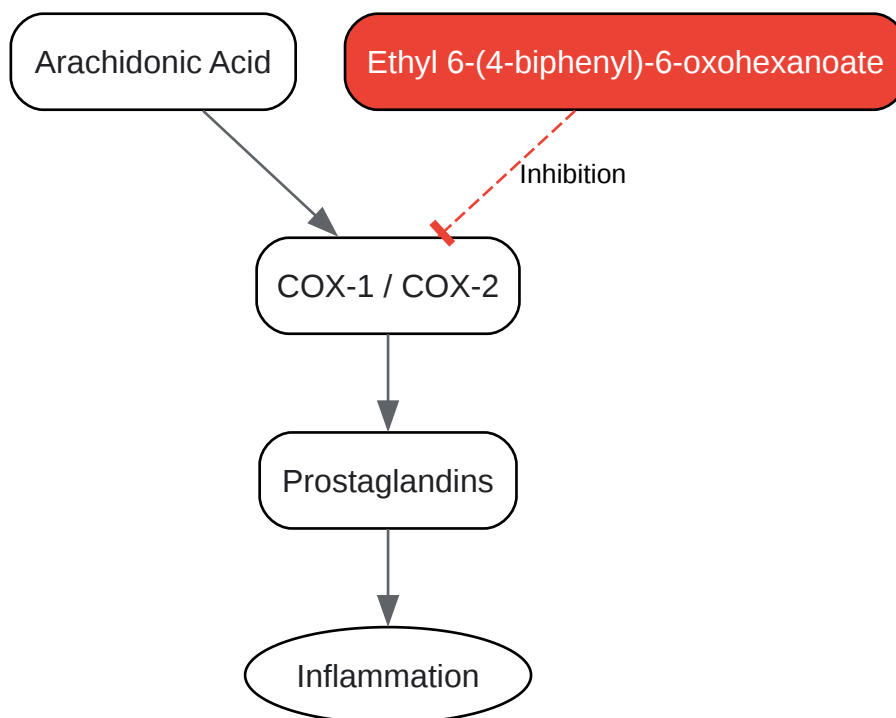 Arachidonic Acid
Ethyl 6-(4-biphenyl)-6-oxohexanoate
Inhibition
COX-1 / COX-2
Prostaglandins
Inflammation